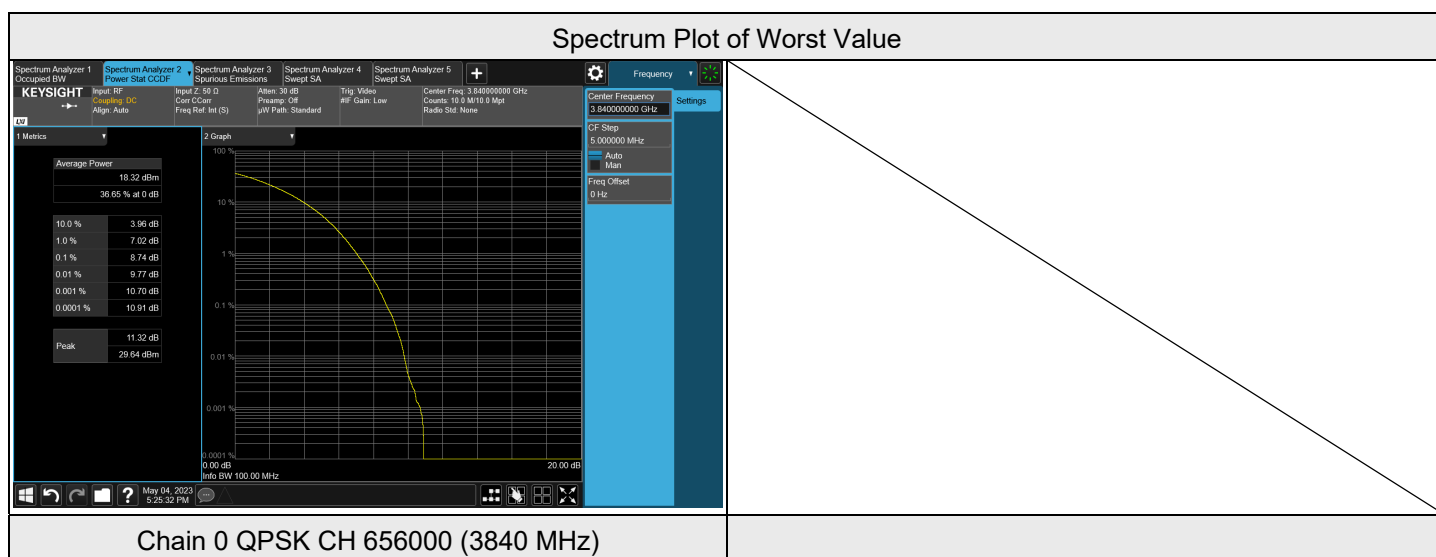 Spectrum Plot of Worst Value
Spectrum Analyzer 1
Occupied BW
Spectrum Analyzer 2
Power Stat CCDF
Spectrum Analyzer 3
Spurious Emissions
Spectrum Analyzer 4
Swept SA
Spectrum Analyzer 5
Swept SA
+
Frequency
KEYSIGHT
LXI
Input: RF
Coupling: DC
Align: Auto
Input Z: 50 Ω
Corr CCorr
Freq Ref: Int (S)
Atten: 30 dB
Preamp: Off
µW Path: Standard
Trig: Video
#IF Gain: Low
Center Freq: 3.840000000 GHz
Counts: 10.0 M/10.0 Mpt
Radio Std: None
Center Frequency
3.840000000 GHz
Settings
CF Step
5.000000 MHz
Auto
Man
Freq Offset
0 Hz
1 Metrics
Average Power
18.32 dBm
36.65 % at 0 dB
10.0 % 3.96 dB
1.0 % 7.02 dB
0.1 % 8.74 dB
0.01 % 9.77 dB
0.001 % 10.70 dB
0.0001 % 10.91 dB
Peak
11.32 dB
29.64 dBm
2 Graph
100 %
10 %
1 %
0.1 %
0.01 %
0.001 %
0.0001 %
0.00 dB
20.00 dB
Info BW 100.00 MHz
?
May 04, 2023
5:25:32 PM
Chain 0 QPSK CH 656000 (3840 MHz)